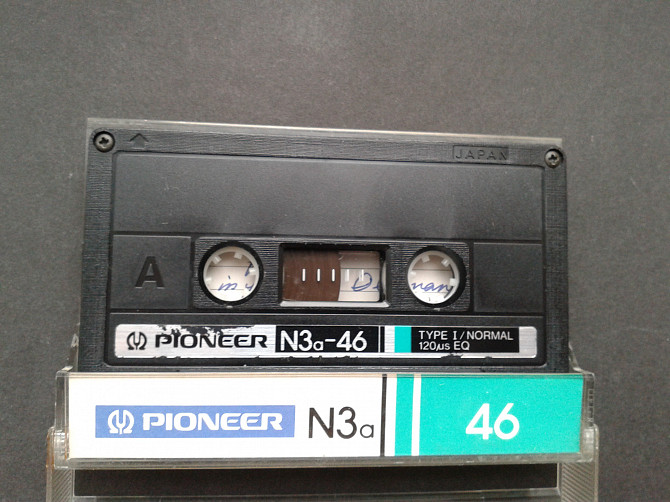 JAPAN
A
PIONEER N3a-46 TYPE I/NORMAL
120µs EQ
PIONEER N3a 46